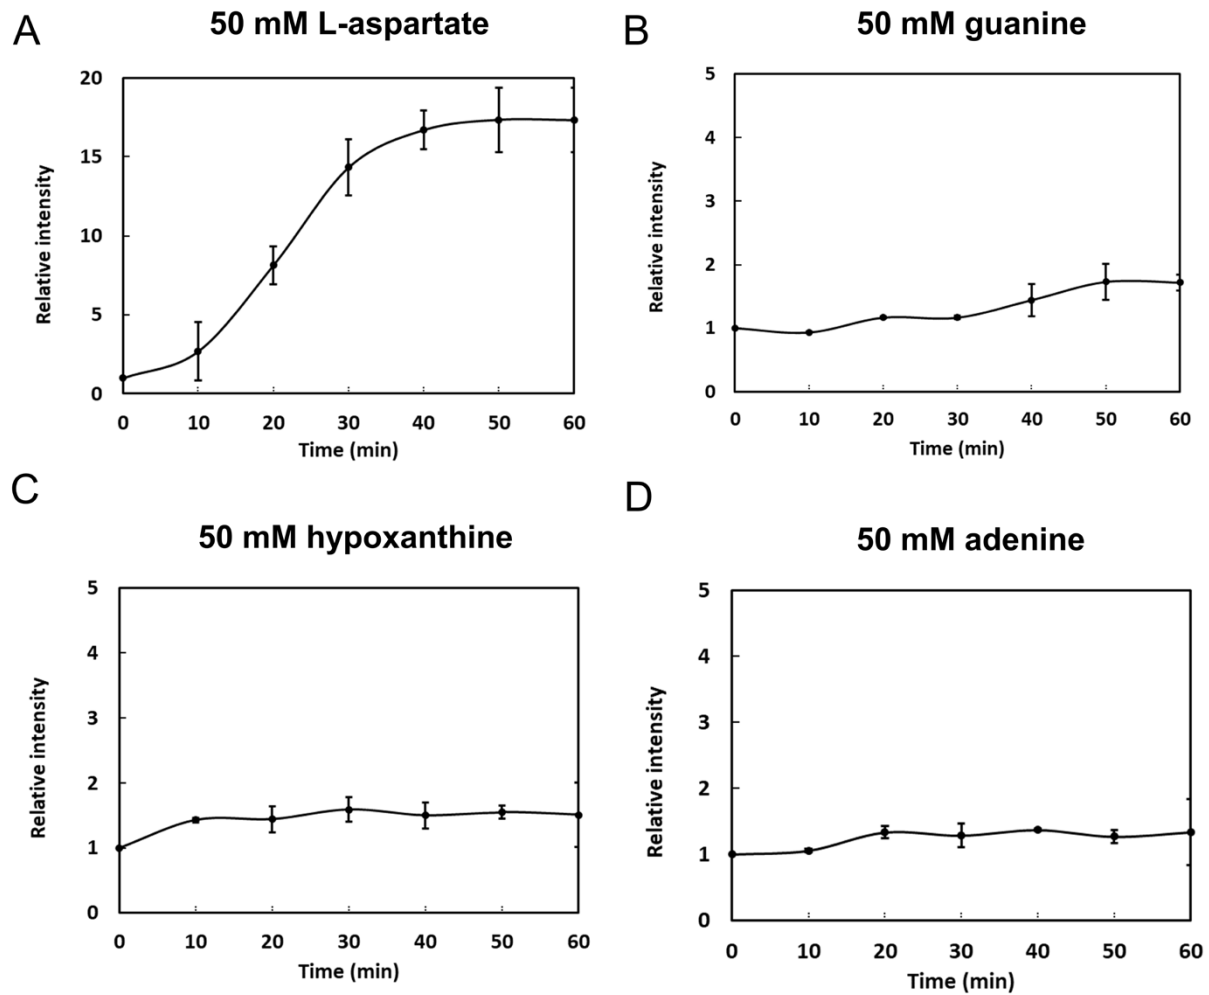 A
50 mM L-aspartate
20
15
10
5
0
Relative intensity
0 10 20 30 40 50 60
Time (min)
B
50 mM guanine
5
4
3
2
1
0
Relative intensity
0 10 20 30 40 50 60
Time (min)
C
50 mM hypoxanthine
5
4
3
2
1
0
Relative intensity
0 10 20 30 40 50 60
Time (min)
D
50 mM adenine
5
4
3
2
1
0
Relative intensity
0 10 20 30 40 50 60
Time (min)